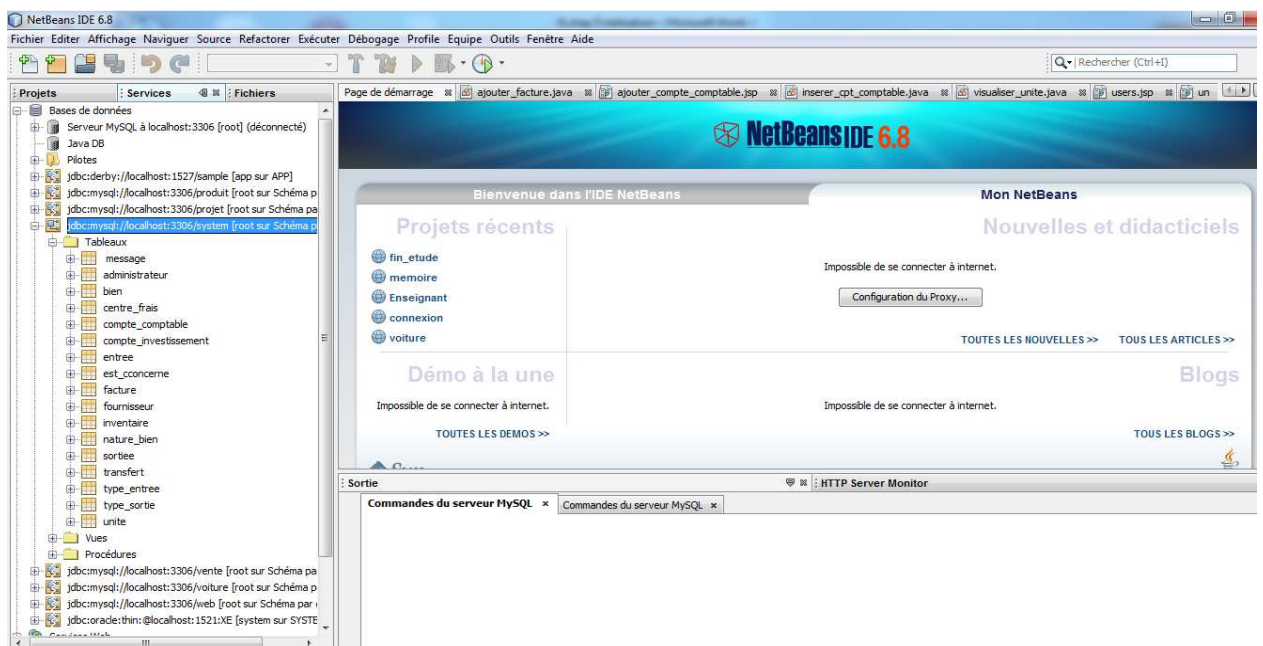 NetBeans IDE 6.8
Fichier Editer Affichage Naviguer Source Refactorer Exécuter Débogage Profile Equipe Outils Fenêtre Aide
Rechercher (Ctrl+I)
Projets Services Fichiers
Page de démarrage ajouter_facture.java ajouter_compte_comptable.jsp inserer_cpt_comptable.java visualiser_unite.java users.jsp un
Bases de données
Serveur MySQL à localhost:3306 [root] (déconnecté)
Java DB
Pilotes
jdbc:derby://localhost:1527/sample [app sur APP]
jdbc:mysql://localhost:3306/produit [root sur Schéma p
jdbc:mysql://localhost:3306/projet [root sur Schéma pa
jdbc:mysql://localhost:3306/system [root sur Schéma p
Tableaux
message
administrateur
bien
centre_frais
compte_comptable
compte_investissement
entree
est_cconcerne
facture
fournisseur
inventaire
nature_bien
sortiee
transfert
type_entree
type_sortie
unite
Vues
Procédures
jdbc:mysql://localhost:3306/vente [root sur Schéma pa
jdbc:mysql://localhost:3306/voiture [root sur Schéma p
jdbc:mysql://localhost:3306/web [root sur Schéma par
jdbc:oracle:thin:@localhost:1521:XE [system sur SYSTE
NetBeans IDE 6.8
Bienvenue dans l'IDE NetBeans
Mon NetBeans
Projets récents
fin_etude
memoire
Enseignant
connexion
voiture
Nouvelles et didacticiels
Impossible de se connecter à internet.
Configuration du Proxy...
TOUTES LES NOUVELLES >> TOUS LES ARTICLES >>
Démo à la une
Impossible de se connecter à internet.
TOUTES LES DEMOS >>
Blogs
Impossible de se connecter à internet.
TOUS LES BLOGS >>
Sortie
HTTP Server Monitor
Commandes du serveur MySQL Commandes du serveur MySQL